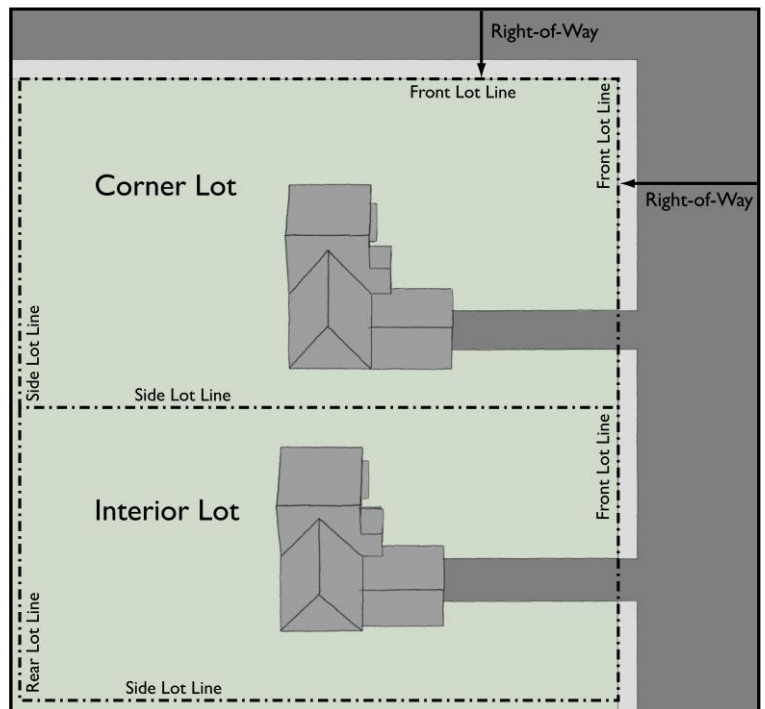 Right-of-Way
Front Lot Line
Front Lot Line
Corner Lot
Right-of-Way
Side Lot Line
Side Lot Line
Front Lot Line
Interior Lot
Rear Lot Line
Side Lot Line